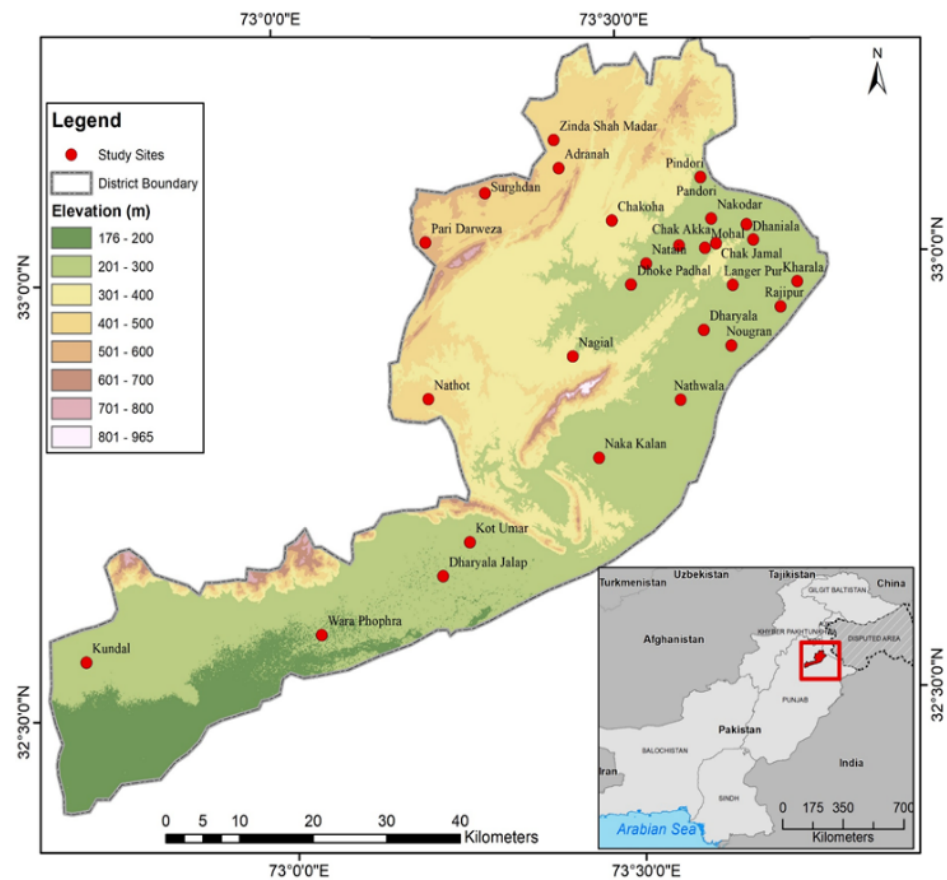 73°0'0"E
73°30'0"E
N
Legend
Study Sites
District Boundary
Elevation (m)
176 - 200
201 - 300
301 - 400
401 - 500
501 - 600
601 - 700
701 - 800
801 - 965
Zinda Shah Madar
Adranah
Surghdan
Pari Darweza
Pindori
Pandori
Chakoha
Nakodar
Chak Akka
Mohal
Dhaniala
Natain
Chak Jamal
Dhoke Padhal
Langer Pur
Kharala
Rajipur
Dharyala
Nougran
Nagial
Nathot
Nathwala
Naka Kalan
Kot Umar
Dharyala Jalap
Wara Phophra
Kundal
33°0'0"N
33°0'0"N
32°30'0"N
32°30'0"N
0 5 10 20 30 40
Kilometers
Turkmenistan
Uzbekistan
Tajikistan
China
GILGIT BALTISTAN
KHYBER PAKHTUNKHWA
DISPUTED AREA
Afghanistan
PUNJAB
Pakistan
BALOCHISTAN
India
Iran
SINDH
Arabian Sea
0 175 350 700
Kilometers
73°0'0"E
73°30'0"E